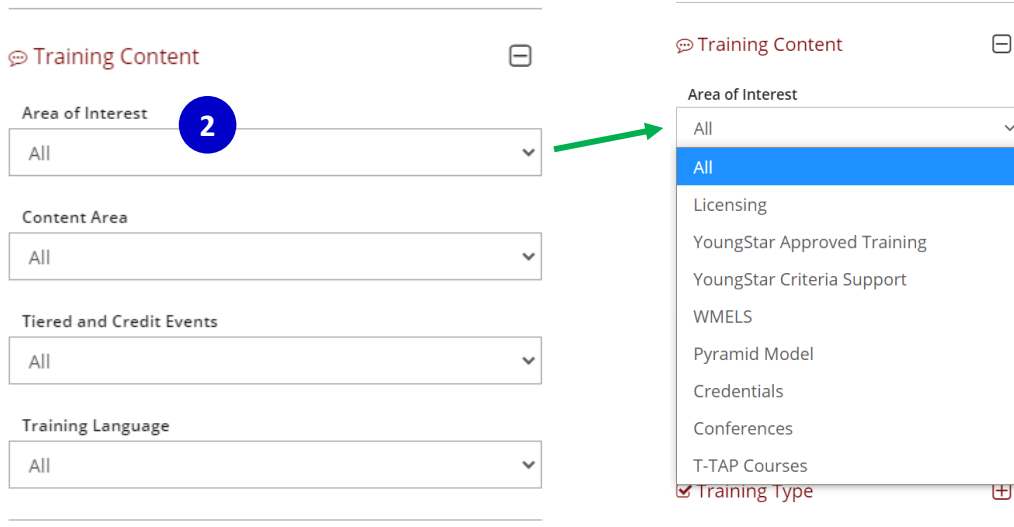 Training Content
Area of Interest
2
All
Content Area
All
Tiered and Credit Events
All
Training Language
All
Training Content
Area of Interest
All
All
Licensing
YoungStar Approved Training
YoungStar Criteria Support
WMELS
Pyramid Model
Credentials
Conferences
T-TAP Courses
Training Type